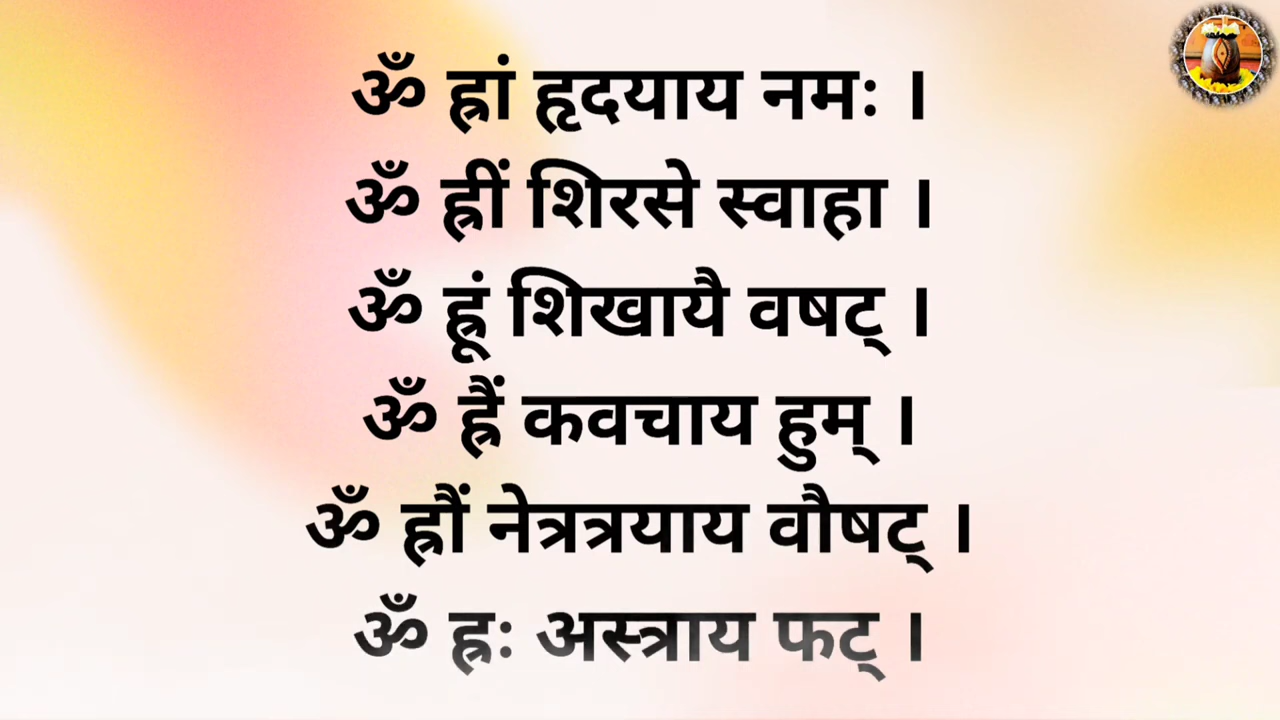 ॐ ह्रां हृदयाय नमः ।
ॐ ह्रीं शिरसे स्वाहा ।
ॐ ह्रूं शिखायै वषट् ।
ॐ ह्रैं कवचाय हुम् ।
ॐ ह्रौं नेत्रत्रयाय वौषट् ।
ॐ ह्रः अस्त्राय फट् ।